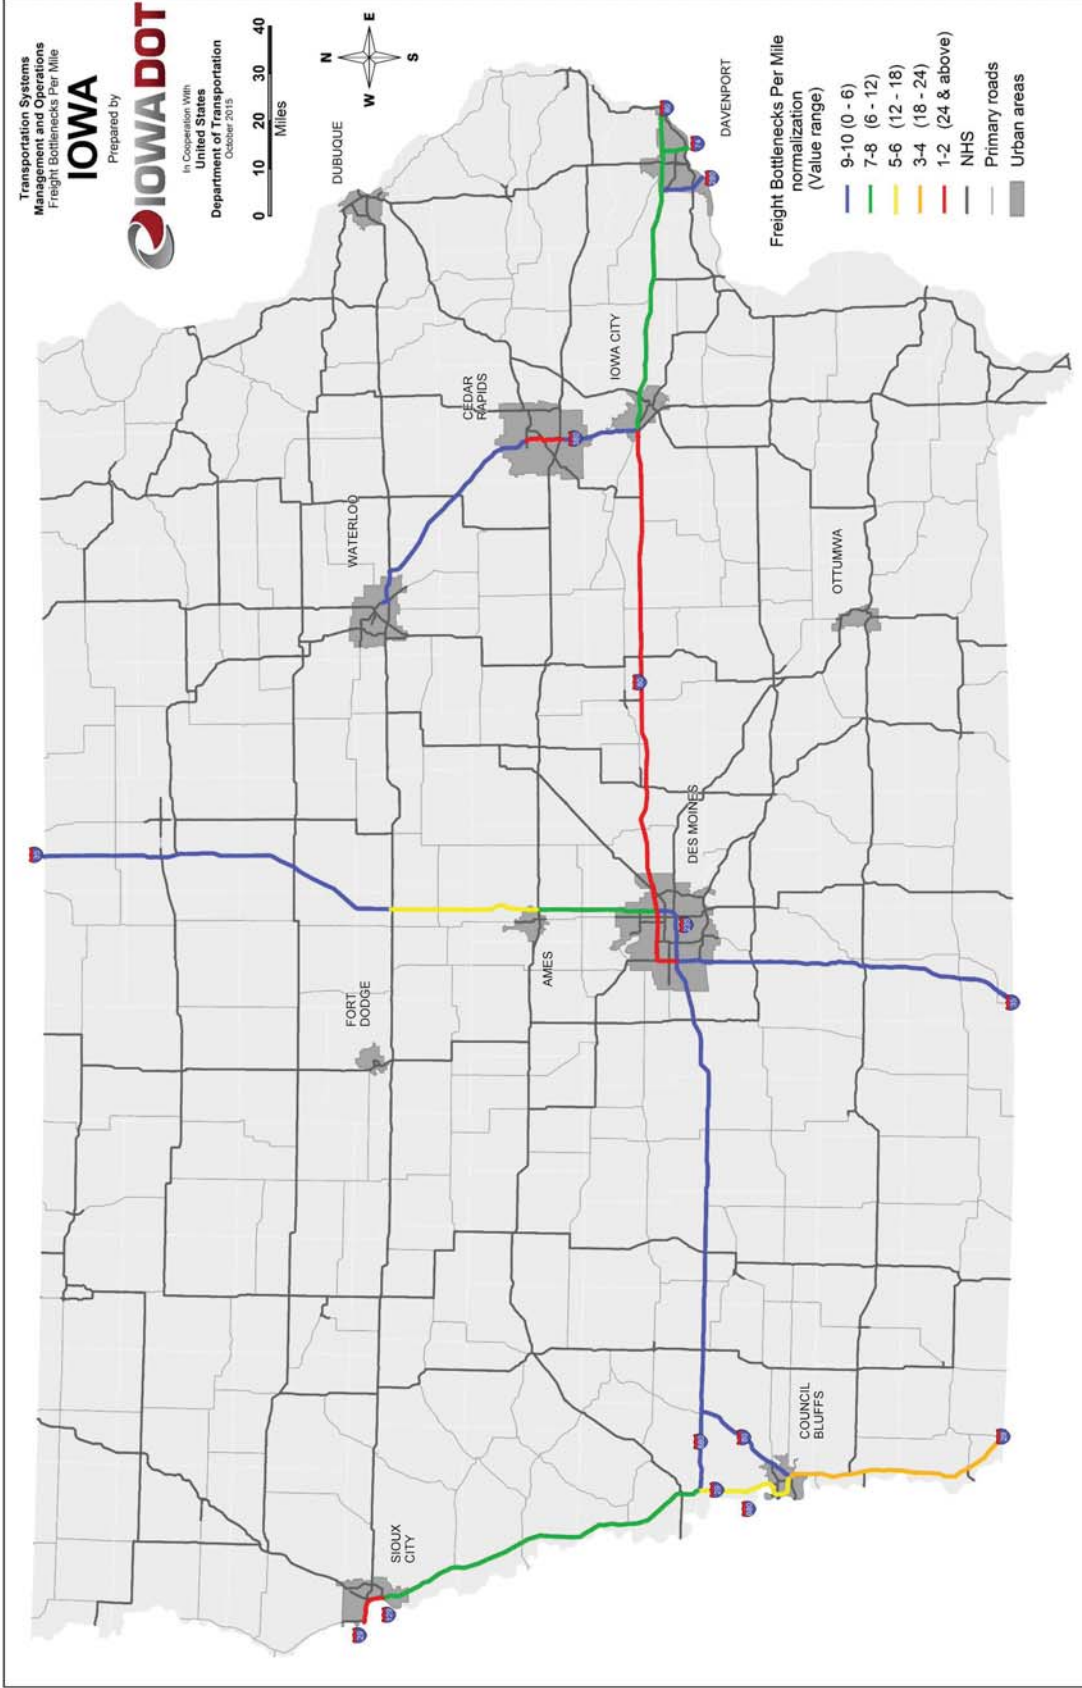 Transportation Systems
Management and Operations
Freight Bottlenecks Per Mile
IOWA
Prepared by
IOWADOT
In Cooperation With
United States
Department of Transportation
October 2015
0 10 20 30 40
Miles
N
W E
S
DUBUQUE
DAVENPORT
CEDAR
RAPIDS
IOWA CITY
WATERLOO
OTTUMWA
DES MOINES
AMES
FORT
DODGE
COUNCIL
BLUFFS
SIOUX
CITY
Freight Bottlenecks Per Mile
normalization
(Value range)
9-10 (0 - 6)
7-8 (6 - 12)
5-6 (12 - 18)
3-4 (18 - 24)
1-2 (24 & above)
NHS
Primary roads
Urban areas